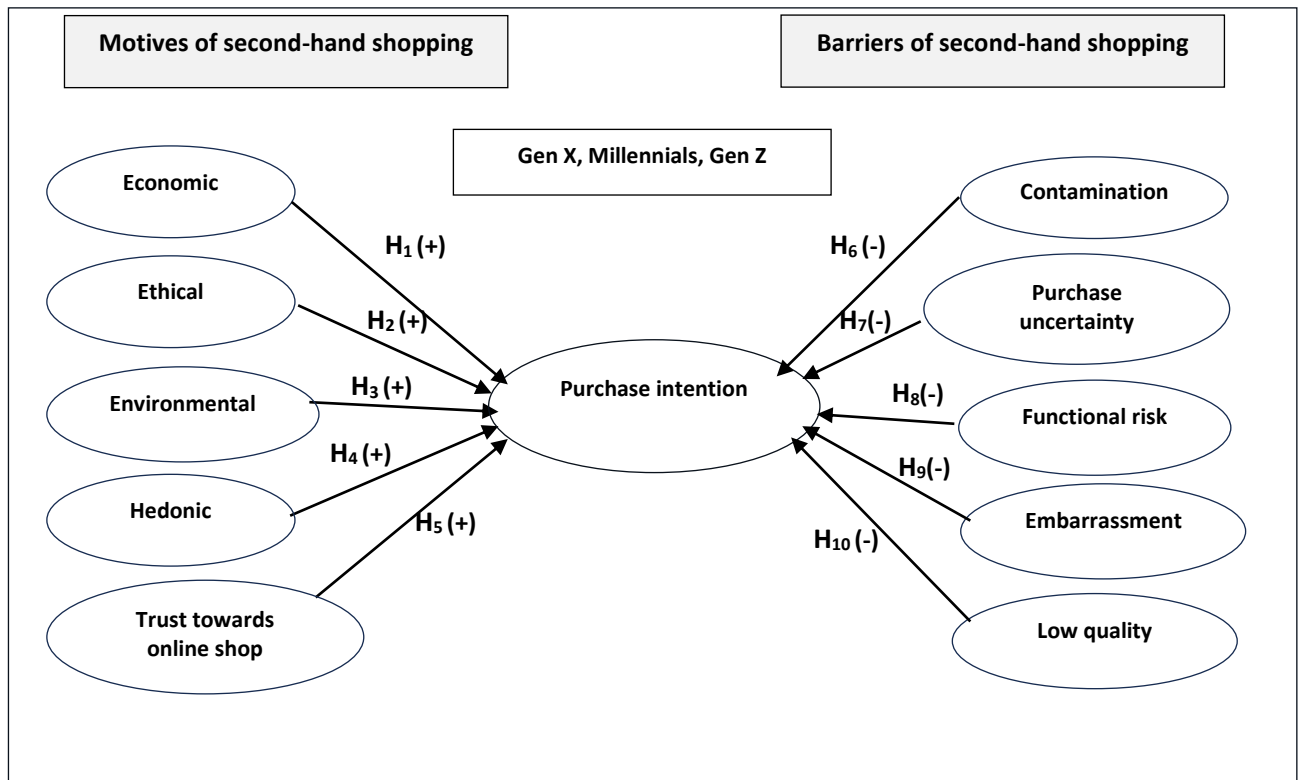 Motives of second-hand shopping
Barriers of second-hand shopping
Gen X, Millennials, Gen Z
Economic
Contamination
H1 (+)
H6 (-)
Ethical
Purchase
uncertainty
H2 (+)
H7(-)
Purchase intention
Environmental
H3 (+)
H8(-)
Functional risk
Hedonic
H4 (+)
H9(-)
Embarrassment
H5 (+)
H10 (-)
Trust towards
online shop
Low quality